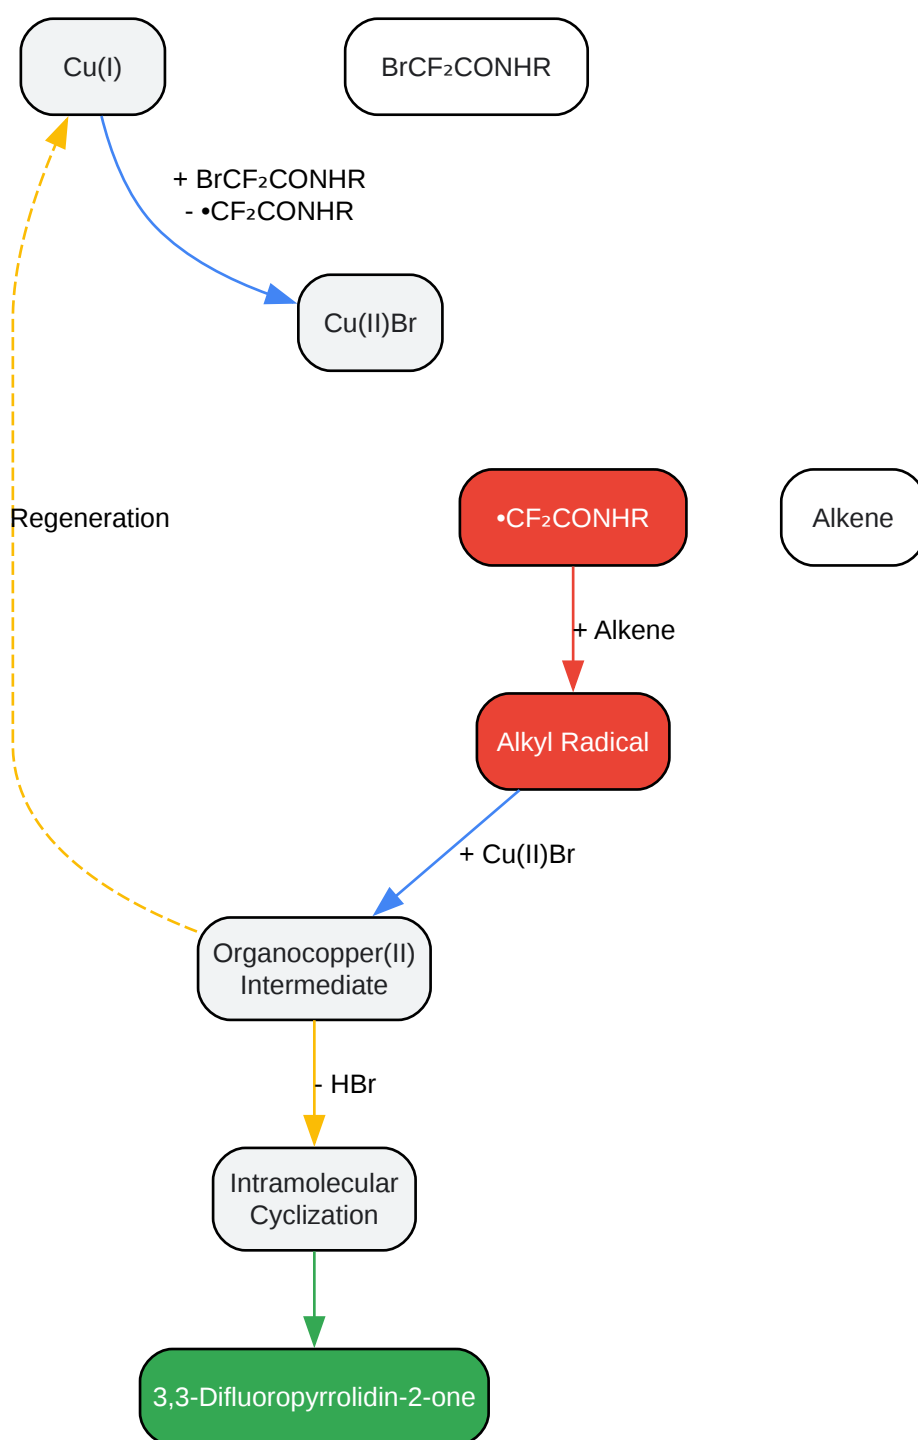 Cu(I)
BrCF₂CONHR
+ BrCF₂CONHR
- •CF₂CONHR
Cu(II)Br
Regeneration
•CF₂CONHR
Alkene
+ Alkene
Alkyl Radical
+ Cu(II)Br
Organocopper(II)
Intermediate
- HBr
Intramolecular
Cyclization
3,3-Difluoropyrrolidin-2-one